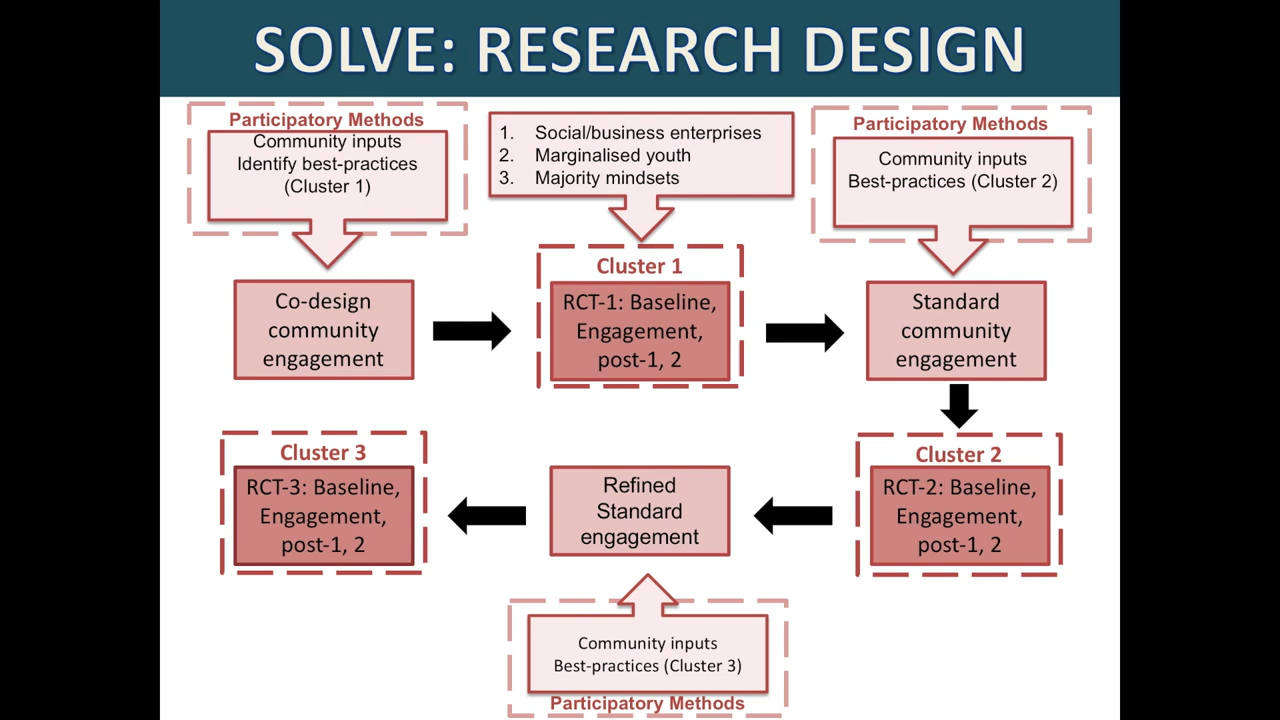 SOLVE: RESEARCH DESIGN
Participatory Methods
Community inputs
Identify best-practices
(Cluster 1)
1. Social/business enterprises
2. Marginalised youth
3. Majority mindsets
Participatory Methods
Community inputs
Best-practices (Cluster 2)
Co-design
community
engagement
Cluster 1
RCT-1: Baseline,
Engagement,
post-1, 2
Standard
community
engagement
Cluster 3
RCT-3: Baseline,
Engagement,
post-1, 2
Refined
Standard
engagement
Cluster 2
RCT-2: Baseline,
Engagement,
post-1, 2
Community inputs
Best-practices (Cluster 3)
Participatory Methods